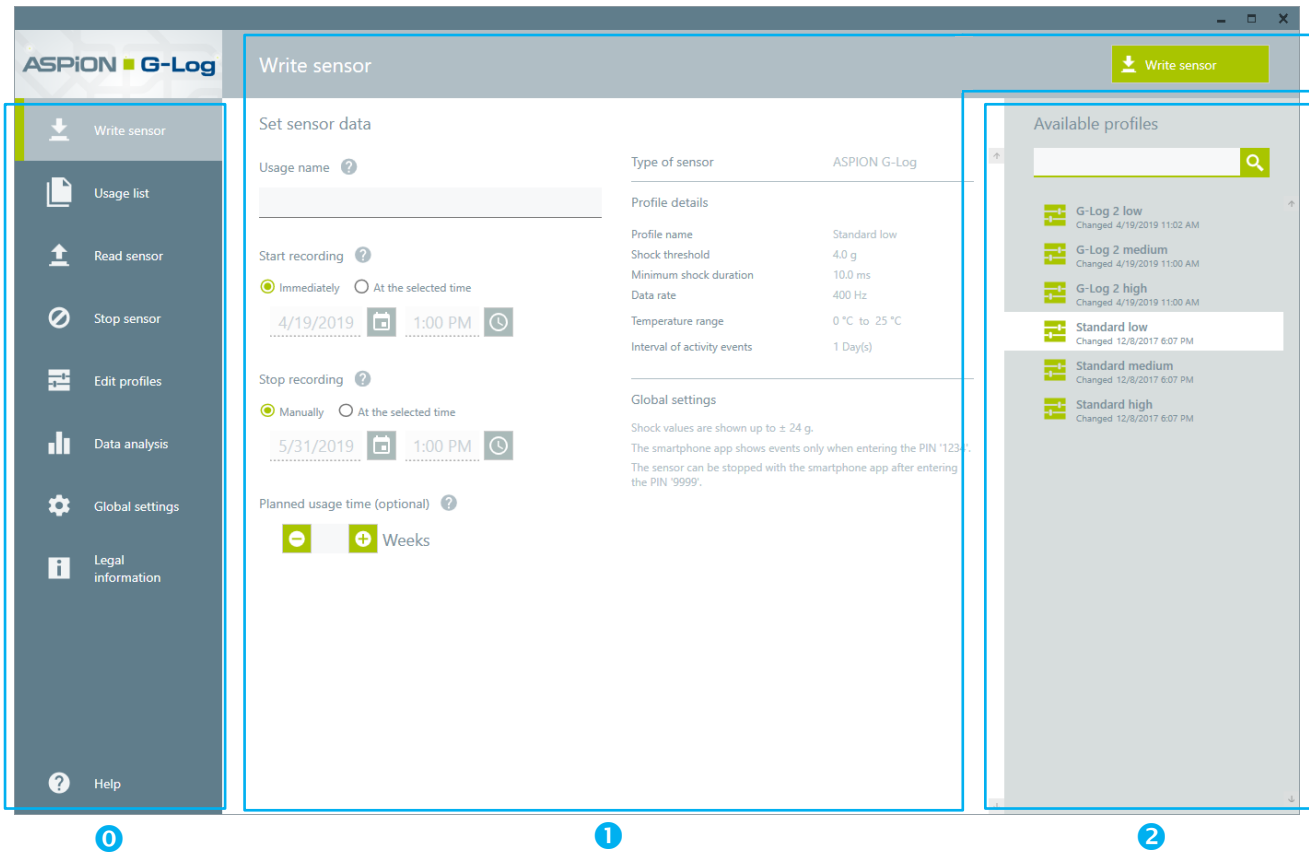 ASPION G-Log
Write sensor
Write sensor
Write sensor
Usage list
Read sensor
Stop sensor
Edit profiles
Data analysis
Global settings
Legal
information
Help
Set sensor data
Usage name ?
Start recording ?
Immediately At the selected time
4/19/2019 1:00 PM
Stop recording ?
Manually At the selected time
5/31/2019 1:00 PM
Planned usage time (optional) ?
Weeks
Type of sensor ASPION G-Log
Profile details
Profile name Standard low
Shock threshold 4.0 g
Minimum shock duration 10.0 ms
Data rate 400 Hz
Temperature range 0 °C to 25 °C
Interval of activity events 1 Day(s)
Global settings
Shock values are shown up to ± 24 g.
The smartphone app shows events only when entering the PIN '1234'.
The sensor can be stopped with the smartphone app after entering
the PIN '9999'.
Available profiles
G-Log 2 low
Changed 4/19/2019 11:02 AM
G-Log 2 medium
Changed 4/19/2019 11:00 AM
G-Log 2 high
Changed 4/19/2019 11:00 AM
Standard low
Changed 12/8/2017 6:07 PM
Standard medium
Changed 12/8/2017 6:07 PM
Standard high
Changed 12/8/2017 6:07 PM
0
1
2